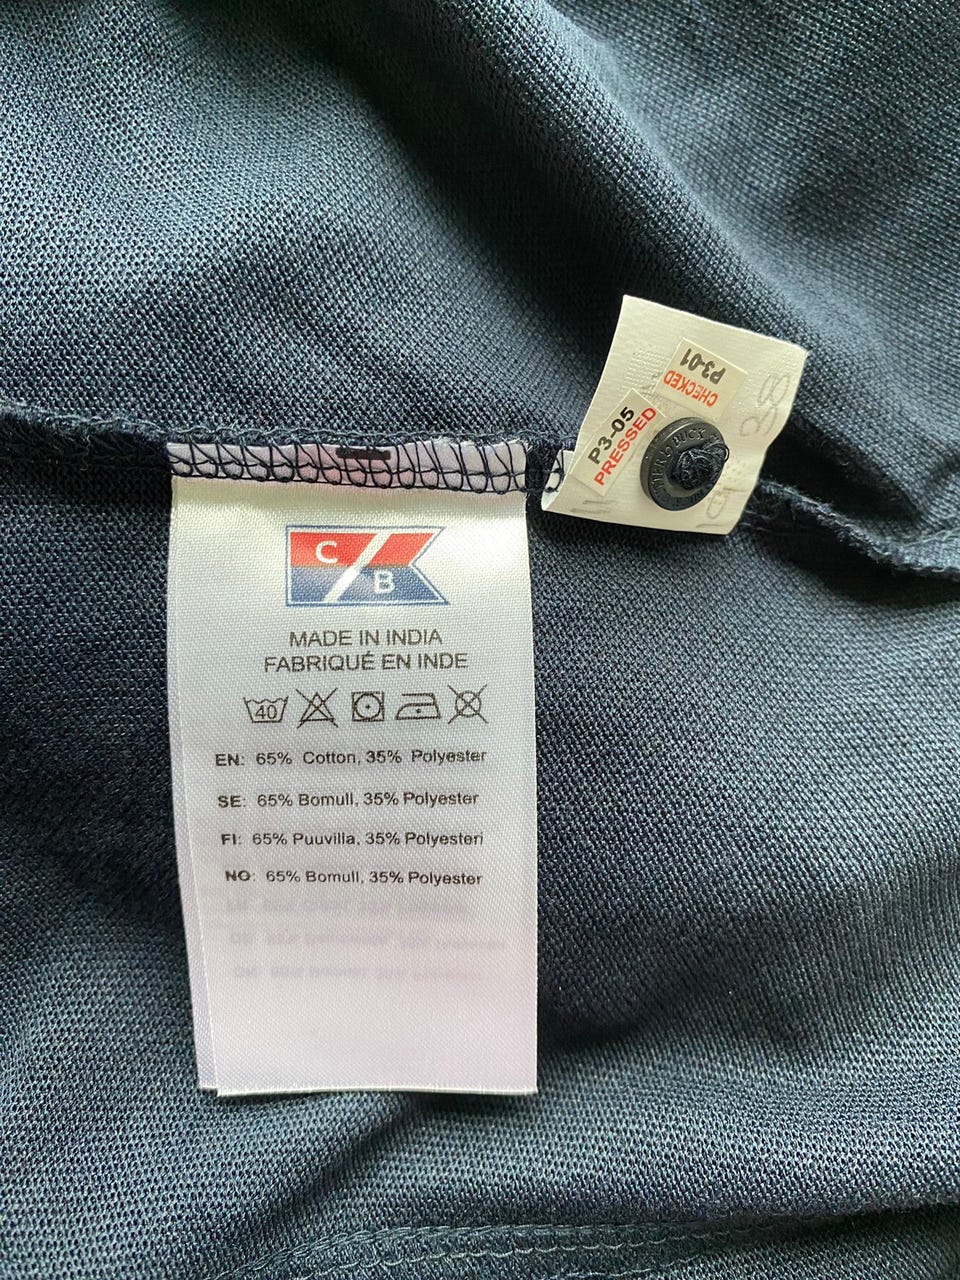 C
B
MADE IN INDIA
FABRIQUÉ EN INDE
40
EN: 65% Cotton, 35% Polyester
SE: 65% Bomull, 35% Polyester
FI: 65% Puuvilla, 35% Polyesteri
NO: 65% Bomull, 35% Polyester
P3-05
PRESSED
CHECKED
P3-01
38